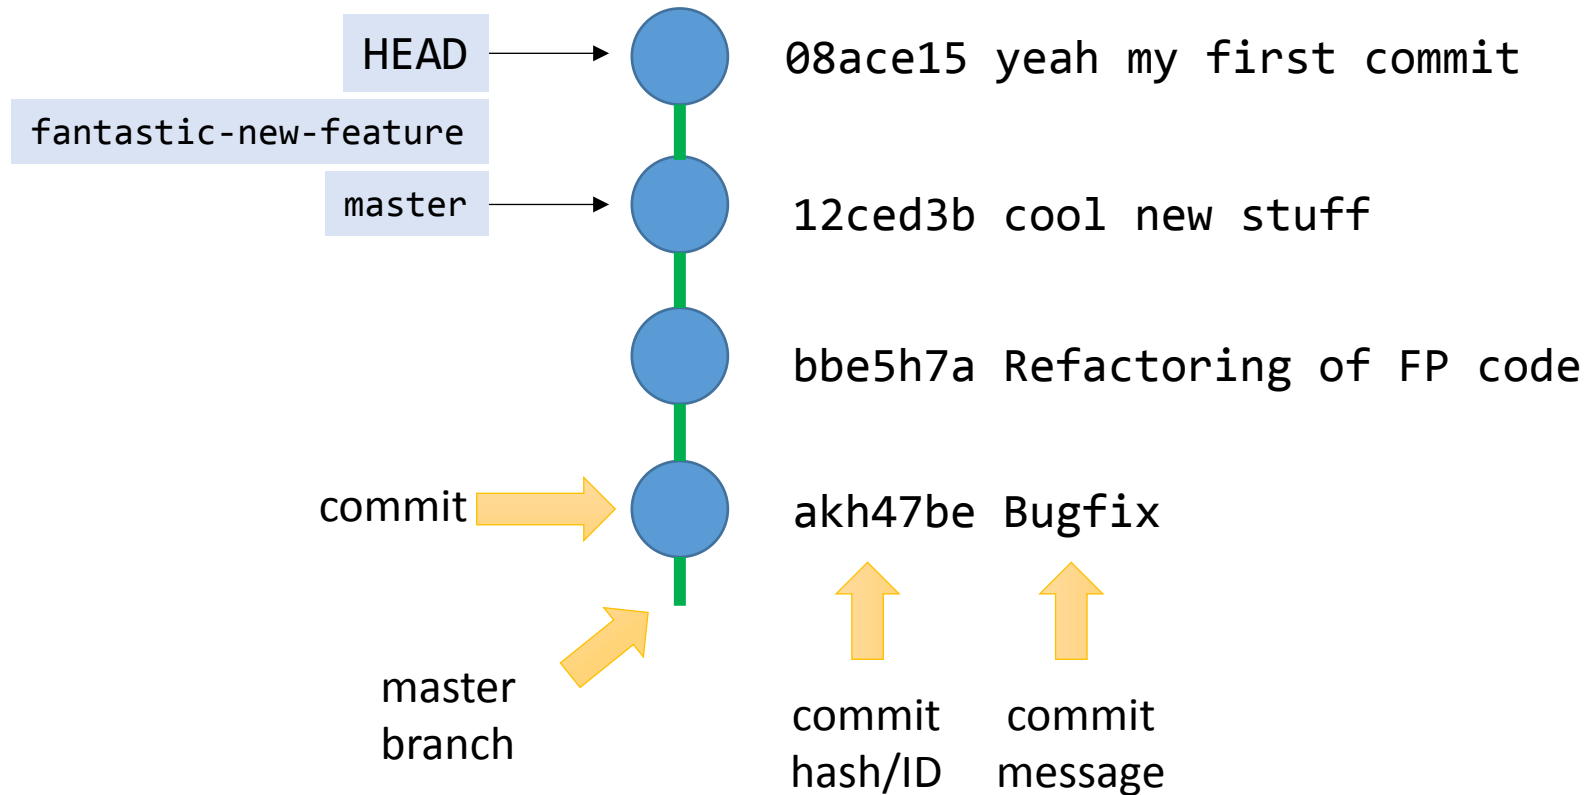 HEAD
08ace15 yeah my first commit
fantastic-new-feature
master
12ced3b cool new stuff
bbe5h7a Refactoring of FP code
commit
akh47be Bugfix
master
branch
commit
hash/ID
commit
message